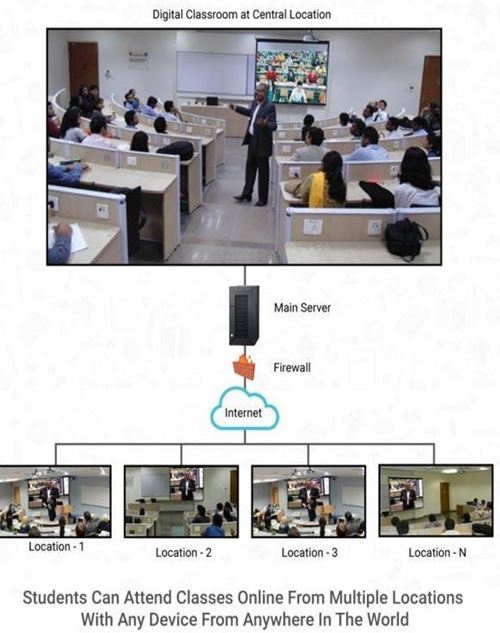 Digital Classroom at Central Location
Main Server
Firewall
Internet
Location - 1
Location - 2
Location - 3
Location - N
Students Can Attend Classes Online From Multiple Locations
With Any Device From Anywhere In The World